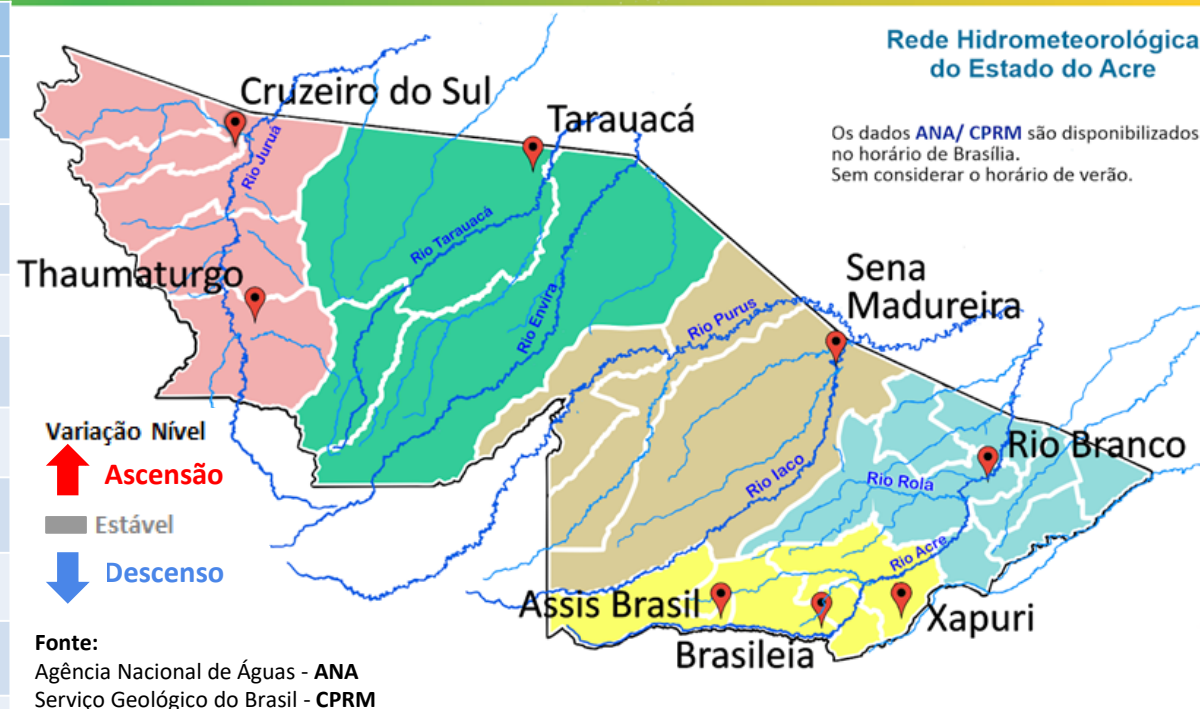 Rede Hidrometeorológica
do Estado do Acre
Os dados ANA/ CPRM são disponibilizados
no horário de Brasília.
Sem considerar o horário de verão.
Cruzeiro do Sul
Tarauacá
Rio Juruá
Rio Tarauacá
Thaumaturgo
Rio Envira
Sena
Madureira
Rio Purus
Variação Nível
Ascensão
Estável
Descenso
Rio Branco
Rio Iaco
Rio Rola
Rio Acre
Assis Brasil
Xapuri
Brasileia
Fonte:
Agência Nacional de Águas - ANA
Serviço Geológico do Brasil - CPRM